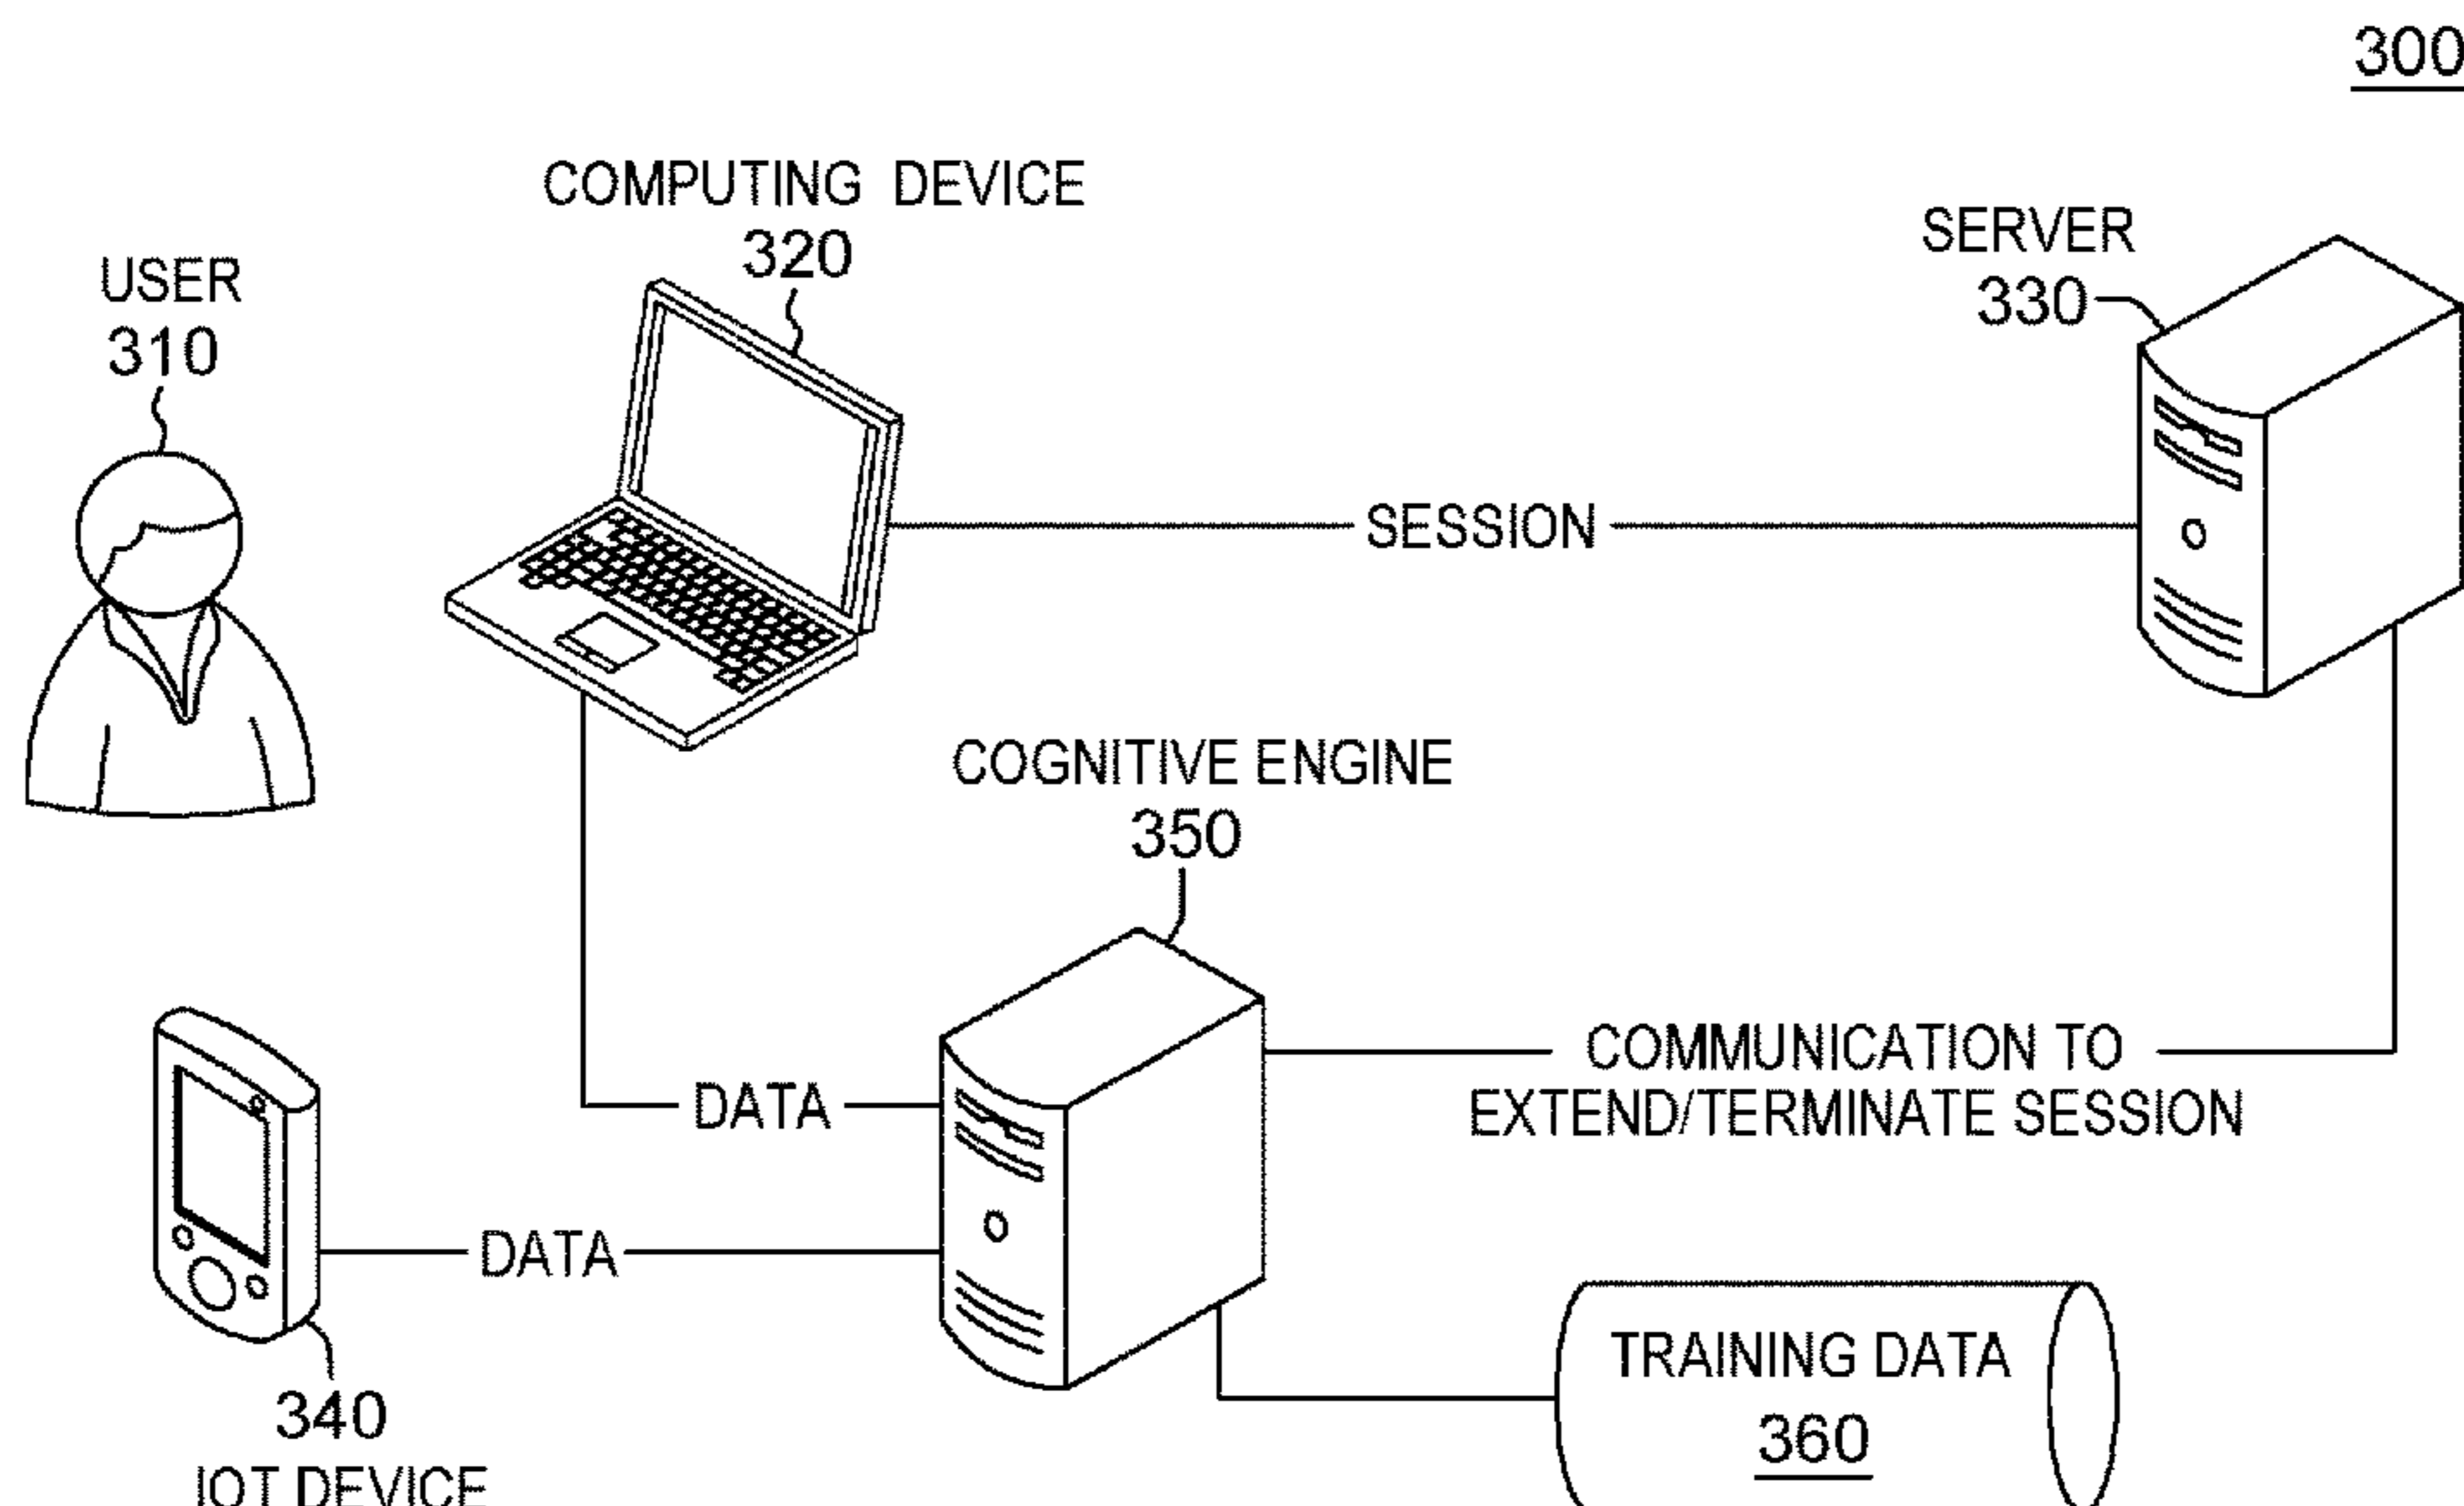 300
COMPUTING DEVICE
320
SERVER
330
USER
310
SESSION
COGNITIVE ENGINE
350
COMMUNICATION TO
EXTEND/TERMINATE SESSION
DATA
DATA
TRAINING DATA
360
340
IOT DEVICE